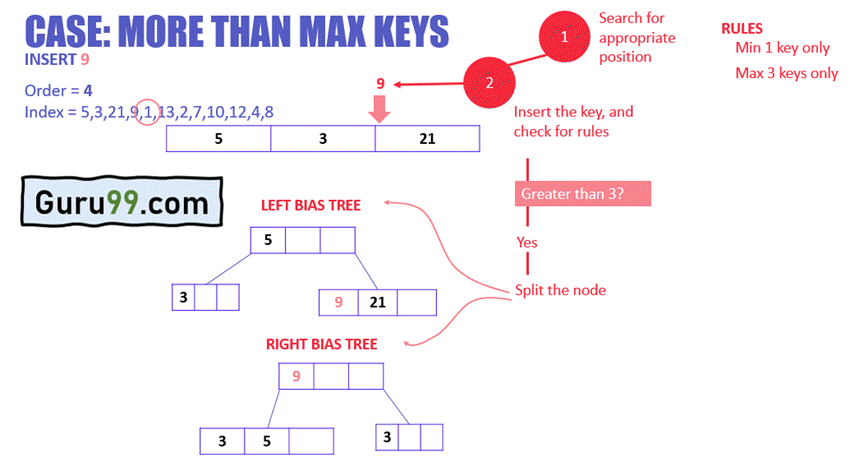 CASE: MORE THAN MAX KEYS
INSERT 9
Order = 4
Index = 5,3,21,9,1,13,2,7,10,12,4,8
9
5 3 21
1
Search for
appropriate
position
2
Insert the key, and
check for rules
Greater than 3?
Yes
Split the node
RULES
Min 1 key only
Max 3 keys only
Guru99.com
LEFT BIAS TREE
5
3
9 21
RIGHT BIAS TREE
9
3 5
3